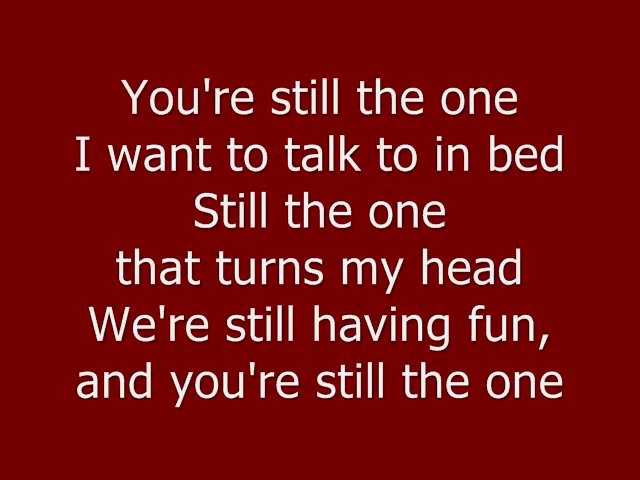 You're still the one
I want to talk to in bed
Still the one
that turns my head
We're still having fun,
and you're still the one